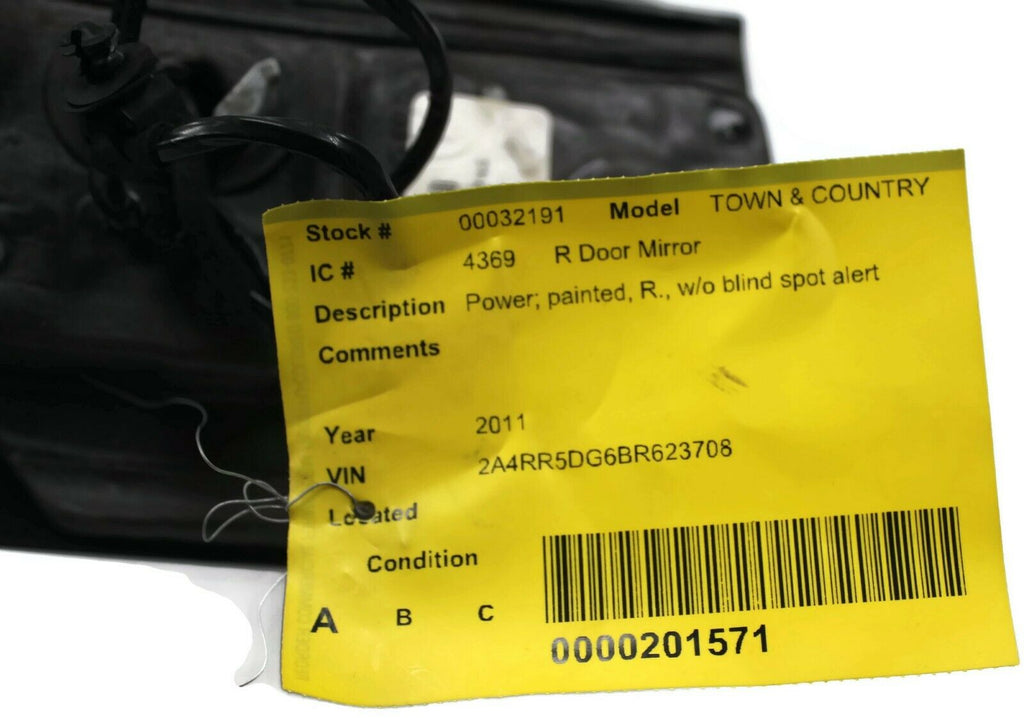 Stock # 00032191 Model TOWN & COUNTRY
IC # 4369 R Door Mirror
Description Power; painted, R., w/o blind spot alert
Comments
Year 2011
VIN 2A4RR5DG6BR623708
Located
Condition
A B C
0000201571